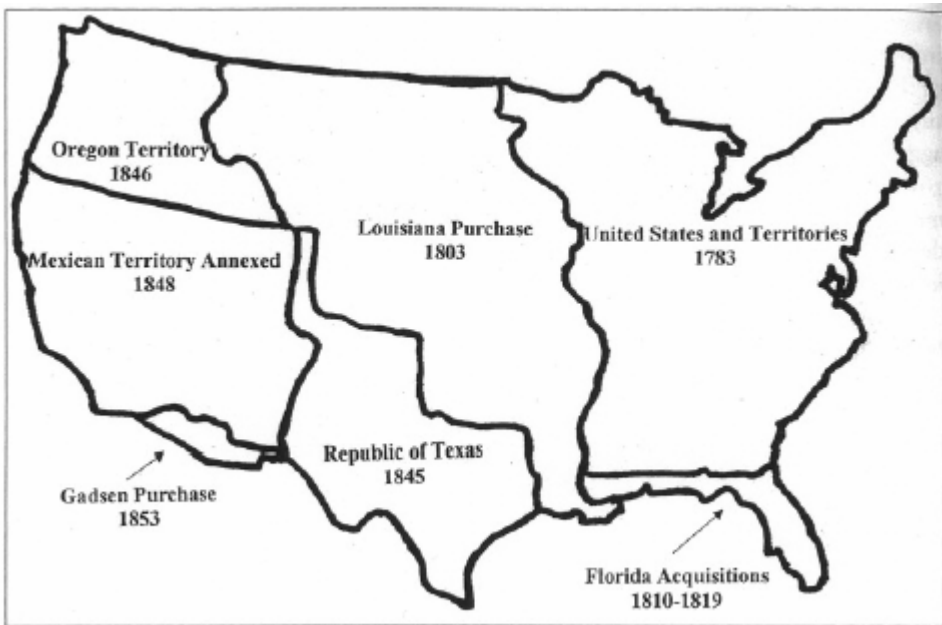 Oregon Territory
1846
Louisiana Purchase
1803
United States and Territories
1783
Mexican Territory Annexed
1848
Republic of Texas
1845
Gadsen Purchase
1853
Florida Acquisitions
1810-1819